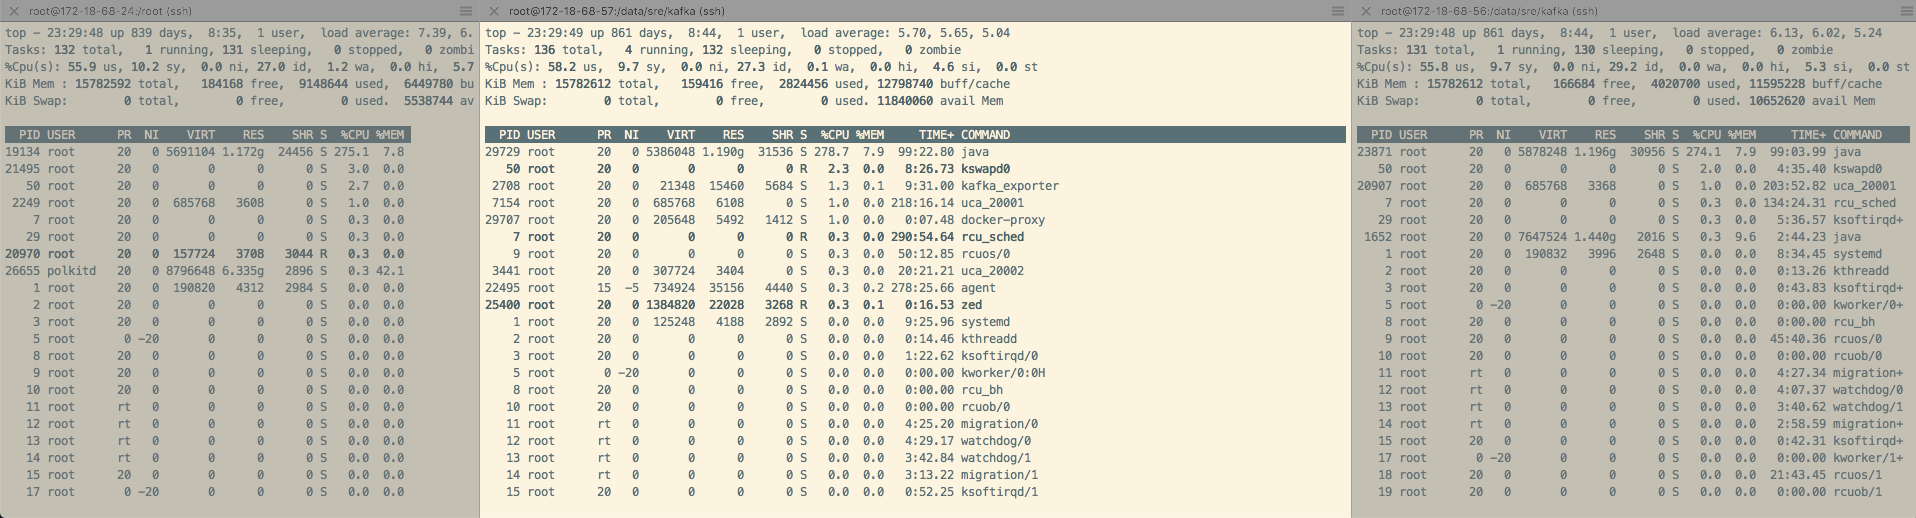 root@172-18-68-24:/root (ssh)
top - 23:29:48 up 839 days,  8:35,  1 user,  load average: 7.39, 6.
Tasks: 132 total,   1 running, 131 sleeping,   0 stopped,   0 zombi
%Cpu(s): 55.9 us, 10.2 sy,  0.0 ni, 27.0 id,  1.2 wa,  0.0 hi,  5.7
KiB Mem : 15782592 total,   184168 free,  9148644 used,  6449780 bu
KiB Swap:        0 total,        0 free,        0 used.  5538744 av
PID USER PR NI VIRT RES SHR S %CPU %MEM
19134 root 20 0 5691104 1.172g 24456 S 275.1 7.8
21495 root 20 0 0 0 0 S 3.0 0.0
50 root 20 0 0 0 0 S 2.7 0.0
2249 root 20 0 685768 3608 0 S 1.0 0.0
7 root 20 0 0 0 0 S 0.3 0.0
29 root 20 0 0 0 0 S 0.3 0.0
20970 root 20 0 157724 3708 3044 R 0.3 0.0
26655 polkitd 20 0 8796648 6.335g 2896 S 0.3 42.1
1 root 20 0 190820 4312 2984 S 0.0 0.0
2 root 20 0 0 0 0 S 0.0 0.0
3 root 20 0 0 0 0 S 0.0 0.0
5 root 0 -20 0 0 0 S 0.0 0.0
8 root 20 0 0 0 0 S 0.0 0.0
9 root 20 0 0 0 0 S 0.0 0.0
10 root 20 0 0 0 0 S 0.0 0.0
11 root rt 0 0 0 0 S 0.0 0.0
12 root rt 0 0 0 0 S 0.0 0.0
13 root rt 0 0 0 0 S 0.0 0.0
14 root rt 0 0 0 0 S 0.0 0.0
15 root 20 0 0 0 0 S 0.0 0.0
17 root 0 -20 0 0 0 S 0.0 0.0
root@172-18-68-57:/data/sre/kafka (ssh)
top - 23:29:49 up 861 days,  8:44,  1 user,  load average: 5.70, 5.65, 5.04
Tasks: 136 total,   4 running, 132 sleeping,   0 stopped,   0 zombie
%Cpu(s): 58.2 us,  9.7 sy,  0.0 ni, 27.3 id,  0.1 wa,  0.0 hi,  4.6 si,  0.0 st
KiB Mem : 15782612 total,   159416 free,  2824456 used, 12798740 buff/cache
KiB Swap:        0 total,        0 free,        0 used. 11840060 avail Mem
PID USER PR NI VIRT RES SHR S %CPU %MEM TIME+ COMMAND
29729 root 20 0 5386048 1.190g 31536 S 278.7 7.9 99:22.80 java
50 root 20 0 0 0 0 R 2.3 0.0 8:26.73 kswapd0
2708 root 20 0 21348 15460 5684 S 1.3 0.1 9:31.00 kafka_exporter
7154 root 20 0 685768 6108 0 S 1.0 0.0 218:16.14 uca_20001
29707 root 20 0 205648 5492 1412 S 1.0 0.0 0:07.48 docker-proxy
7 root 20 0 0 0 0 R 0.3 0.0 290:54.64 rcu_sched
9 root 20 0 0 0 0 S 0.3 0.0 50:12.85 rcuos/0
3441 root 20 0 307724 3404 0 S 0.3 0.0 20:21.21 uca_20002
22495 root 15 -5 734924 35156 4440 S 0.3 0.2 278:25.66 agent
25400 root 20 0 1384820 22028 3268 R 0.3 0.1 0:16.53 zed
1 root 20 0 125248 4188 2892 S 0.0 0.0 9:25.96 systemd
2 root 20 0 0 0 0 S 0.0 0.0 0:14.46 kthreadd
3 root 20 0 0 0 0 S 0.0 0.0 1:22.62 ksoftirqd/0
5 root 0 -20 0 0 0 S 0.0 0.0 0:00.00 kworker/0:0H
8 root 20 0 0 0 0 S 0.0 0.0 0:00.00 rcu_bh
10 root 20 0 0 0 0 S 0.0 0.0 0:00.00 rcuob/0
11 root rt 0 0 0 0 S 0.0 0.0 4:25.20 migration/0
12 root rt 0 0 0 0 S 0.0 0.0 4:29.17 watchdog/0
13 root rt 0 0 0 0 S 0.0 0.0 3:42.84 watchdog/1
14 root rt 0 0 0 0 S 0.0 0.0 3:13.22 migration/1
15 root 20 0 0 0 0 S 0.0 0.0 0:52.25 ksoftirqd/1
root@172-18-68-56:/data/sre/kafka (ssh)
top - 23:29:48 up 861 days,  8:44,  1 user,  load average: 6.13, 6.02, 5.24
Tasks: 131 total,   1 running, 130 sleeping,   0 stopped,   0 zombie
%Cpu(s): 55.8 us,  9.7 sy,  0.0 ni, 29.2 id,  0.0 wa,  0.0 hi,  5.3 si,  0.0 st
KiB Mem : 15782612 total,   166684 free,  4020700 used, 11595228 buff/cache
KiB Swap:        0 total,        0 free,        0 used. 10652620 avail Mem
PID USER PR NI VIRT RES SHR S %CPU %MEM TIME+ COMMAND
23871 root 20 0 5878248 1.196g 30956 S 274.1 7.9 99:03.99 java
50 root 20 0 0 0 0 S 2.0 0.0 4:35.40 kswapd0
20907 root 20 0 685768 3368 0 S 1.0 0.0 203:52.82 uca_20001
7 root 20 0 0 0 0 S 0.3 0.0 134:24.31 rcu_sched
29 root 20 0 0 0 0 S 0.3 0.0 5:36.57 ksoftirqd+
1652 root 20 0 7647524 1.440g 2016 S 0.3 9.6 2:44.23 java
1 root 20 0 190832 3996 2648 S 0.0 0.0 8:34.45 systemd
2 root 20 0 0 0 0 S 0.0 0.0 0:13.26 kthreadd
3 root 20 0 0 0 0 S 0.0 0.0 0:43.83 ksoftirqd+
5 root 0 -20 0 0 0 S 0.0 0.0 0:00.00 kworker/0+
8 root 20 0 0 0 0 S 0.0 0.0 0:00.00 rcu_bh
9 root 20 0 0 0 0 S 0.0 0.0 45:40.36 rcuos/0
10 root 20 0 0 0 0 S 0.0 0.0 0:00.00 rcuob/0
11 root rt 0 0 0 0 S 0.0 0.0 4:27.34 migration+
12 root rt 0 0 0 0 S 0.0 0.0 4:07.37 watchdog/0
13 root rt 0 0 0 0 S 0.0 0.0 3:40.62 watchdog/1
14 root rt 0 0 0 0 S 0.0 0.0 2:58.59 migration+
15 root 20 0 0 0 0 S 0.0 0.0 0:42.31 ksoftirqd+
17 root 0 -20 0 0 0 S 0.0 0.0 0:00.00 kworker/1+
18 root 20 0 0 0 0 S 0.0 0.0 21:43.45 rcuos/1
19 root 20 0 0 0 0 S 0.0 0.0 0:00.00 rcuob/1